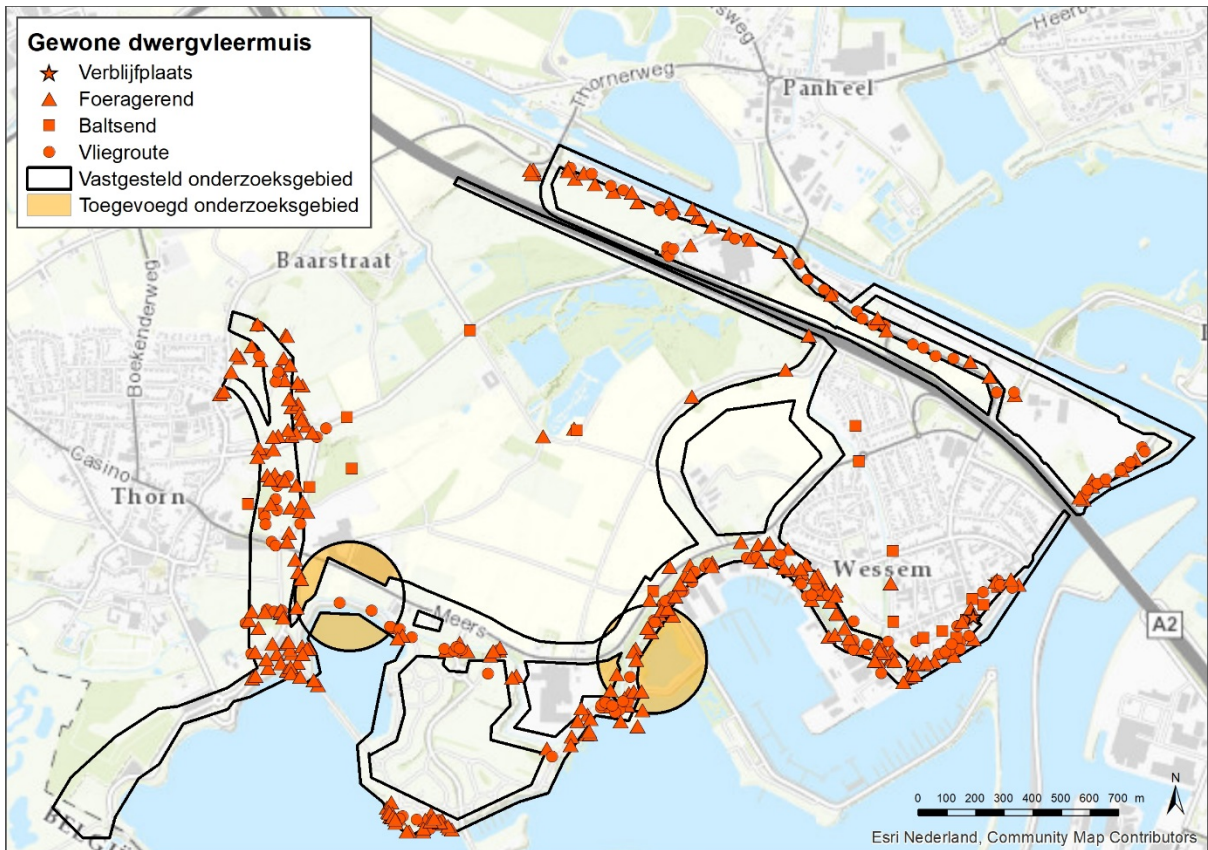 Gewone dwergvleermuis
Verblijfplaats
Foeragerend
Baltsend
Vliegroute
Vastgesteld onderzoeksgebied
Toegevoegd onderzoeksgebied
Thornerweg
Panheel
Baarstraat
Boekenderweg
Casino
Thorn
Meers
Wessem
A2
N
0 100 200 300 400 500 600 700 m
Esri Nederland, Community Map Contributors